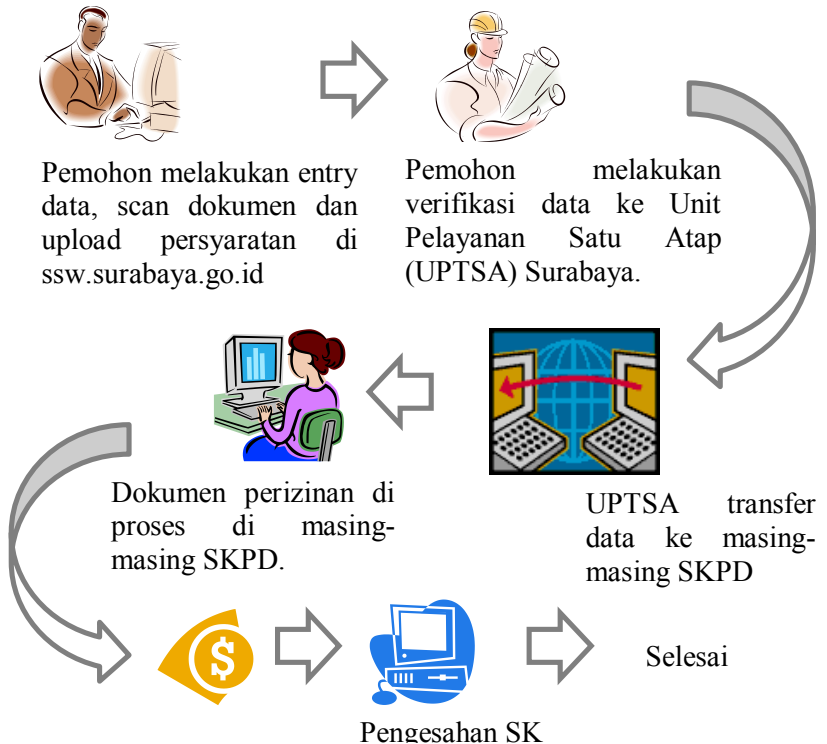 Pemohon melakukan entry
data, scan dokumen dan
upload persyaratan di
ssw.surabaya.go.id
Pemohon melakukan
verifikasi data ke Unit
Pelayanan Satu Atap
(UPTSA) Surabaya.
UPTSA transfer
data ke masing-
masing SKPD
Dokumen perizinan di
proses di masing-
masing SKPD.
$
Pengesahan SK
Selesai